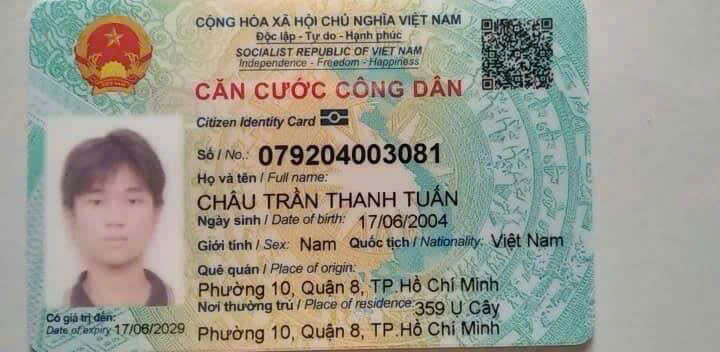 CỘNG HÒA XÃ HỘI CHỦ NGHĨA VIỆT NAM
Độc lập - Tự do - Hạnh phúc
SOCIALIST REPUBLIC OF VIET NAM
Independence - Freedom - Happiness
CĂN CƯỚC CÔNG DÂN
Citizen Identity Card
Số / No.: 079204003081
Họ và tên / Full name:
CHÂU TRẦN THANH TUẤN
Ngày sinh / Date of birth: 17/06/2004
Giới tính / Sex: Nam Quốc tịch / Nationality: Việt Nam
Quê quán / Place of origin:
Phường 10, Quận 8, TP.Hồ Chí Minh
Nơi thường trú / Place of residence: 359 Ụ Cây
Phường 10, Quận 8, TP.Hồ Chí Minh
Có giá trị đến:
Date of expiry 17/06/2029